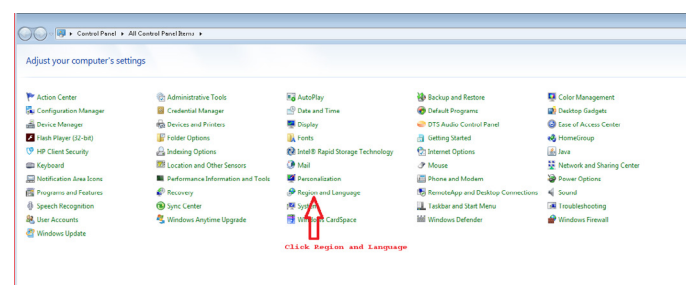 Control Panel ▸ All Control Panel Items ▸
Adjust your computer's settings
Action Center Administrative Tools AutoPlay Backup and Restore Color Management
Configuration Manager Credential Manager Date and Time Default Programs Desktop Gadgets
Device Manager Devices and Printers Display DTS Audio Control Panel Ease of Access Center
Flash Player (32-bit) Folder Options Fonts Getting Started HomeGroup
HP Client Security Indexing Options Intel® Rapid Storage Technology Internet Options Java
Keyboard Location and Other Sensors Mail Mouse Network and Sharing Center
Notification Area Icons Performance Information and Tools Personalization Phone and Modem Power Options
Programs and Features Recovery Region and Language RemoteApp and Desktop Connections Sound
Speech Recognition Sync Center System Taskbar and Start Menu Troubleshooting
User Accounts Windows Anytime Upgrade Windows CardSpace Windows Defender Windows Firewall
Windows Update
Click Region and Language